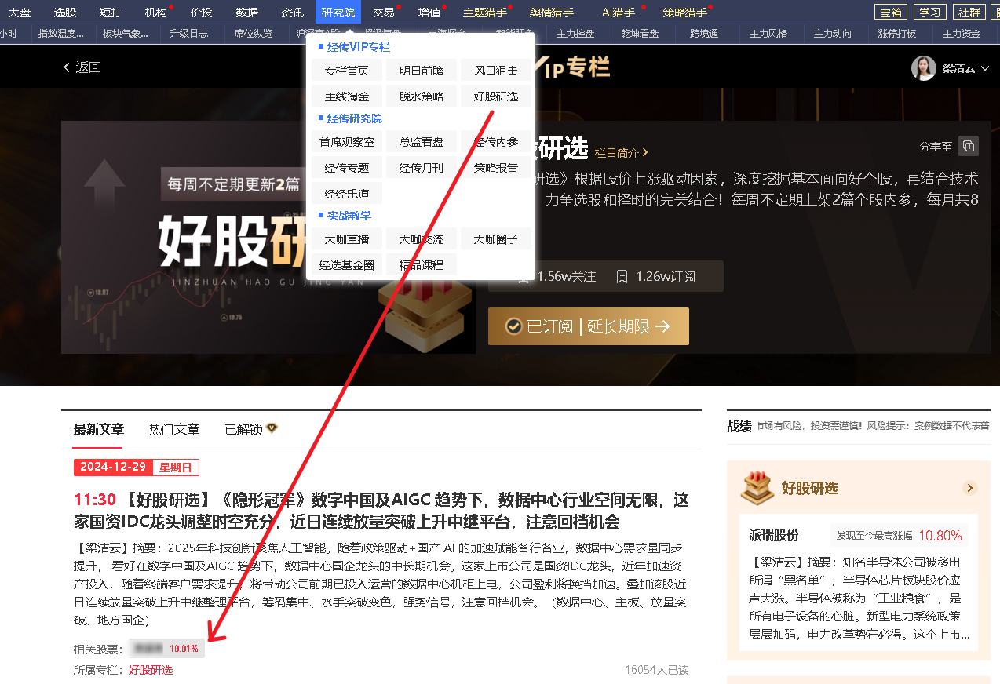 大盘 选股 短打 机构 价投 数据 资讯 研究院 交易 增值 主题猎手 舆情猎手 AI猎手 策略猎手 宝箱 学习 社群
小时 指数温度... 板块气象... 升级日志 席位纵览 主力控盘 乾坤看盘 跨境通 主力风格 主力动向 涨停打板 主力资金
返回
VIP专栏
梁洁云
经传VIP专栏
专栏首页 明日前瞻 风口狙击
主线淘金 脱水策略 好股研选
经传研究院
首席观察室 总监看盘 经传内参
经传专题 经传月刊 策略报告
经经乐道
实战教学
大咖直播 大咖交流 大咖圈子
经选基金圈 精品课程
每周不定期更新2篇
好股研
JINZHUAN HAO GU JING YAN
10.07
10.75
研选 栏目简介
分享至
研选》根据股价上涨驱动因素，深度挖掘基本面向好个股，再结合技术
力争选股和择时的完美结合！每周不定期上架2篇个股内参，每月共8
1.56w关注 1.26w订阅
已订阅 | 延长期限
最新文章 热门文章 已解锁
2024-12-29 星期日
11:30 【好股研选】《隐形冠军》数字中国及AIGC 趋势下，数据中心行业空间无限，这
家国资IDC龙头调整时空充分，近日连续放量突破上升中继平台，注意回档机会
【梁洁云】摘要：2025年科技创新聚焦人工智能。随着政策驱动+国产 AI 的加速赋能各行各业，数据中心需求量同步
提升， 看好在数字中国及AIGC 趋势下，数据中心国企龙头的中长期机会。这家上市公司是国资IDC龙头，近年加速资
产投入，随着终端客户需求提升，将带动公司前期已投入运营的数据中心机柜上电，公司盈利将换挡加速。叠加该股近
日连续放量突破上升中继整理平台，筹码集中、水手突破变色，强势信号，注意回档机会。（数据中心、主板、放量突
破、地方国企）
相关股票： 10.01%
所属专栏：好股研选
16054人已读
战绩 市场有风险，投资需谨慎！风险提示：案例数据不代表普
好股研选
派瑞股份 发现至今最高涨幅 10.80%
【梁洁云】摘要：知名半导体公司被移出
所谓“黑名单”，半导体芯片板块股价应
声大涨。半导体被称为“工业粮食”，是
所有电子设备的心脏。新型电力系统政策
层层加码，电力改革势在必得。这个上市...